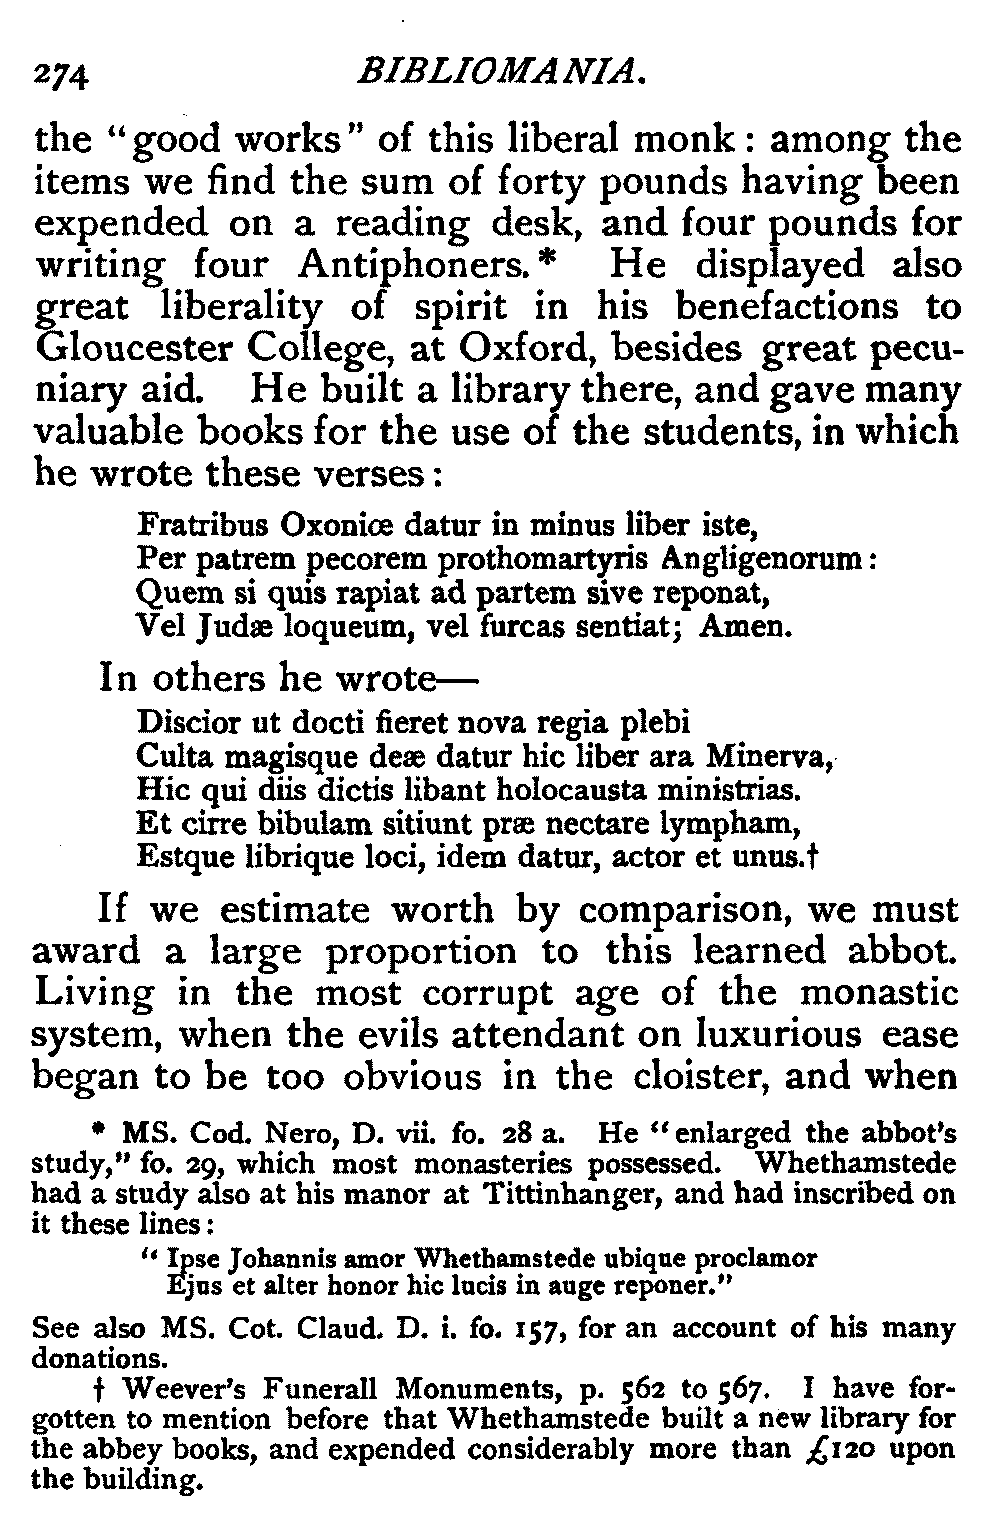 274 BIBLIOMANIA.
the "good works" of this liberal monk : among the
items we find the sum of forty pounds having been
expended on a reading desk, and four pounds for
writing four Antiphoners.* He displayed also
great liberality of spirit in his benefactions to
Gloucester College, at Oxford, besides great pecu-
niary aid. He built a library there, and gave many
valuable books for the use of the students, in which
he wrote these verses :
Fratribus Oxoniœ datur in minus liber iste,
Per patrem pecorem prothomartyris Angligenorum :
Quem si quis rapiat ad partem sive reponat,
Vel Judæ loqueum, vel furcas sentiat; Amen.
In others he wrote—
Discior ut docti fieret nova regia plebi
Culta magisque deæ datur hic liber ara Minerva,
Hic qui diis dictis libant holocausta ministrias.
Et cirre bibulam sitiunt præ nectare lympham,
Estque librique loci, idem datur, actor et unus.†
If we estimate worth by comparison, we must
award a large proportion to this learned abbot.
Living in the most corrupt age of the monastic
system, when the evils attendant on luxurious ease
began to be too obvious in the cloister, and when
* MS. Cod. Nero, D. vii. fo. 28 a. He "enlarged the abbot's
study," fo. 29, which most monasteries possessed. Whethamstede
had a study also at his manor at Tittinhanger, and had inscribed on
it these lines :
"Ipse Johannis amor Whethamstede ubique proclamor
Ejus et alter honor hic lucis in auge reponer."
See also MS. Cot. Claud. D. i. fo. 157, for an account of his many
donations.
† Weever's Funerall Monuments, p. 562 to 567. I have for-
gotten to mention before that Whethamstede built a new library for
the abbey books, and expended considerably more than £120 upon
the building.